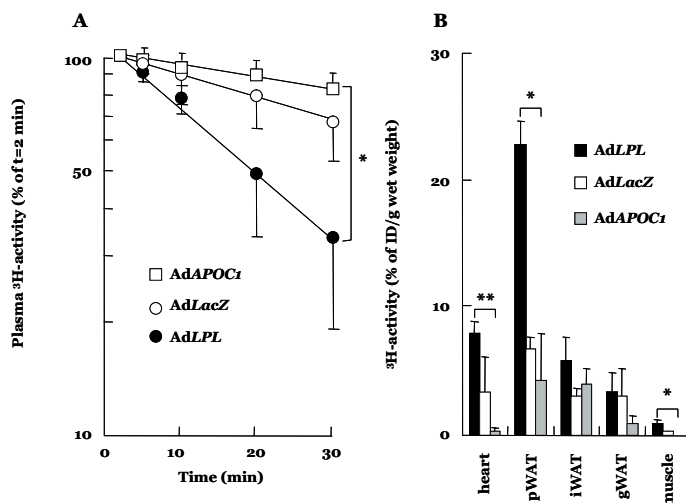 A
100
50
10
0
10
20
30
Time (min)
Plasma ³H-activity (% of t=2 min)
*
AdAPOC1
AdLacZ
AdLPL
B
30
20
10
0
³H-activity (% of ID/g wet weight)
**
*
*
AdLPL
AdLacZ
AdAPOC1
heart
pWAT
iWAT
gWAT
muscle